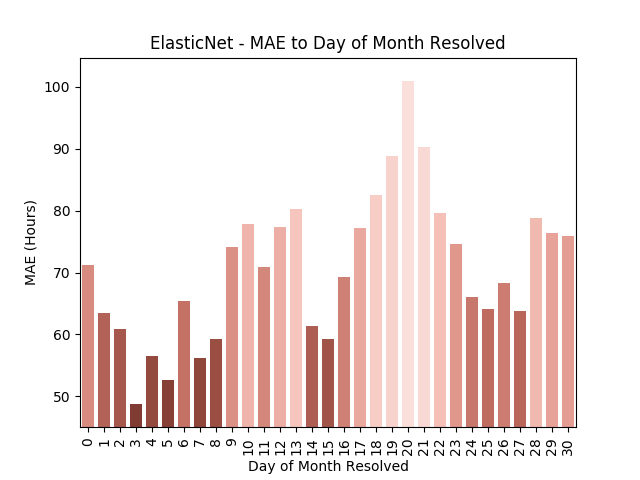 ElasticNet - MAE to Day of Month Resolved
100
90
80
70
60
50
MAE (Hours)
0 1 2 3 4 5 6 7 8 9 10 11 12 13 14 15 16 17 18 19 20 21 22 23 24 25 26 27 28 29 30
Day of Month Resolved